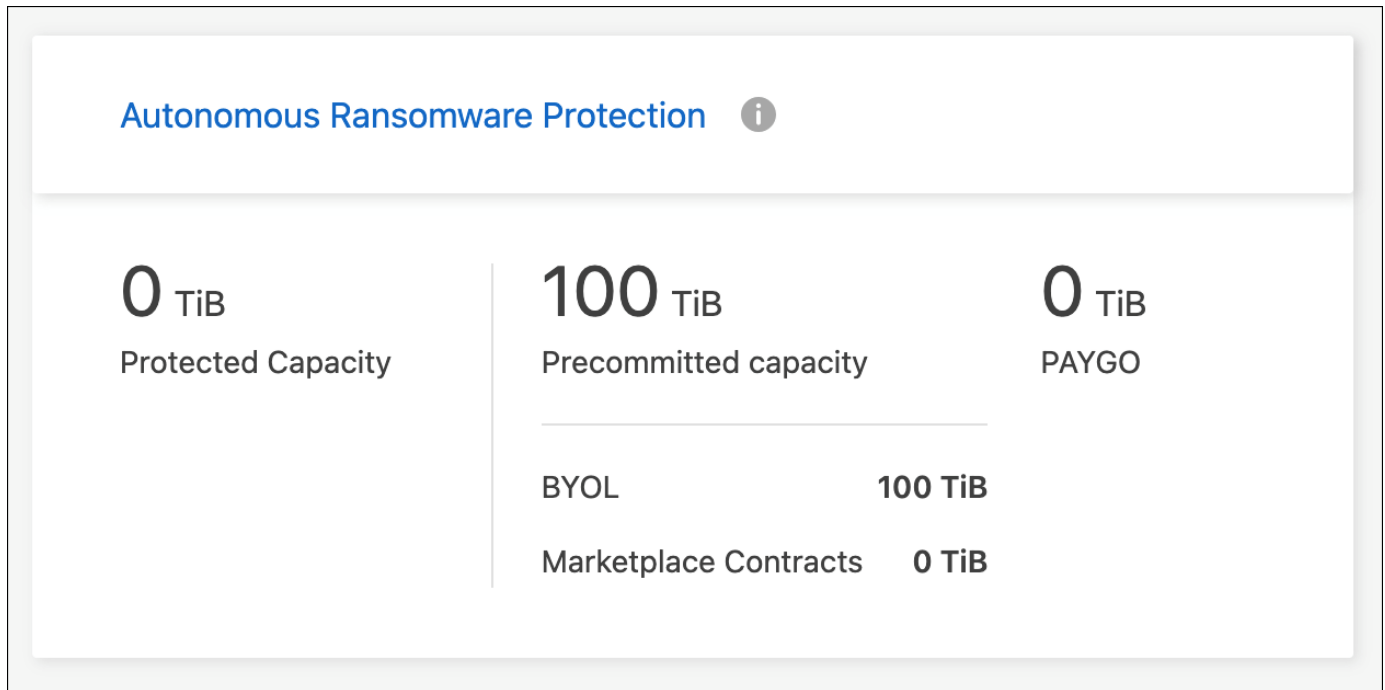 Autonomous Ransomware Protection
0 TiB
Protected Capacity
100 TiB
Precommitted capacity
BYOL 100 TiB
Marketplace Contracts 0 TiB
0 TiB
PAYGO